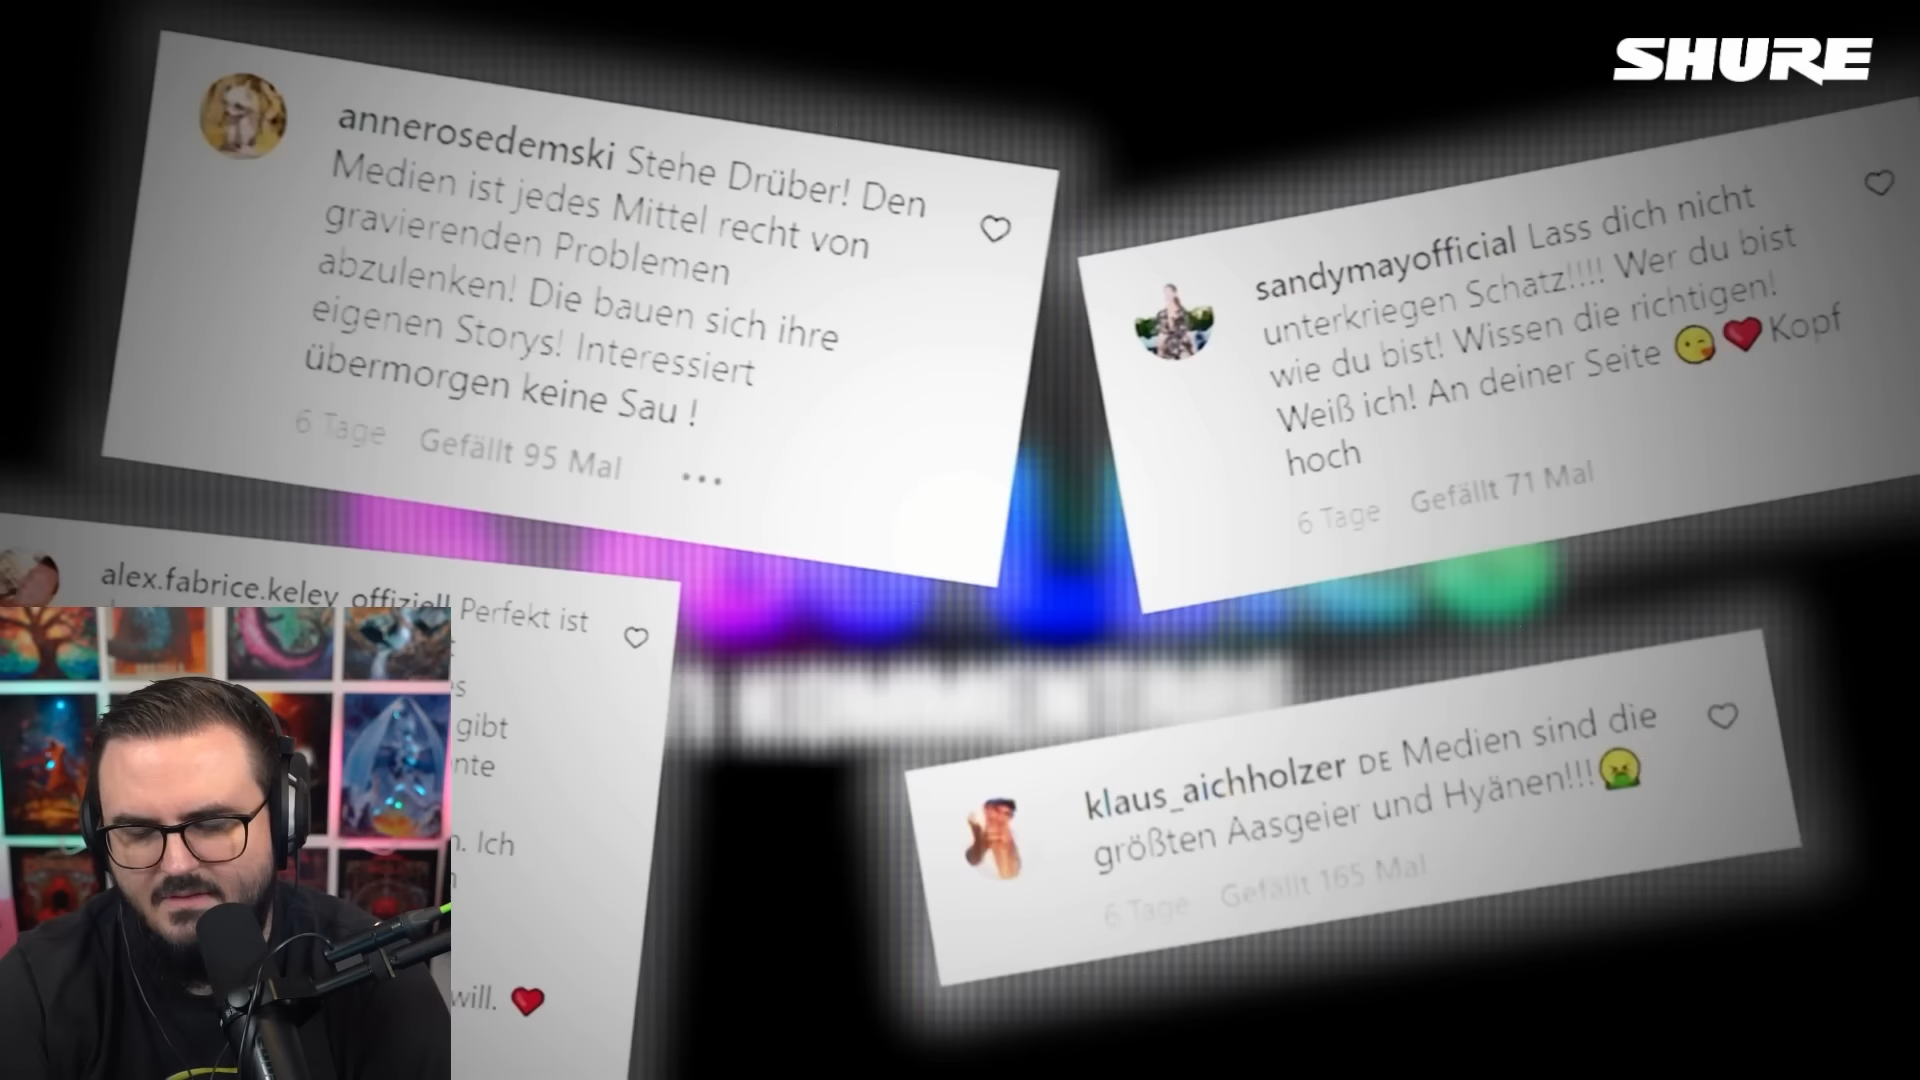 SHURE
annerosedemski Stehe Drüber! Den
Medien ist jedes Mittel recht von
gravierenden Problemen
abzulenken! Die bauen sich ihre
eigenen Storys! Interessiert
übermorgen keine Sau !
6 Tage Gefällt 95 Mal ...
sandymayofficial Lass dich nicht
unterkriegen Schatz!!!! Wer du bist
wie du bist! Wissen die richtigen!
Weiß ich! An deiner Seite 😘❤️Kopf
hoch
6 Tage Gefällt 71 Mal
alex.fabrice.keley_offiziell Perfekt ist
gibt
Ich
will. ❤️
klaus_aichholzer DE Medien sind die
größten Aasgeier und Hyänen!!!🤮
6 Tage Gefällt 165 Mal